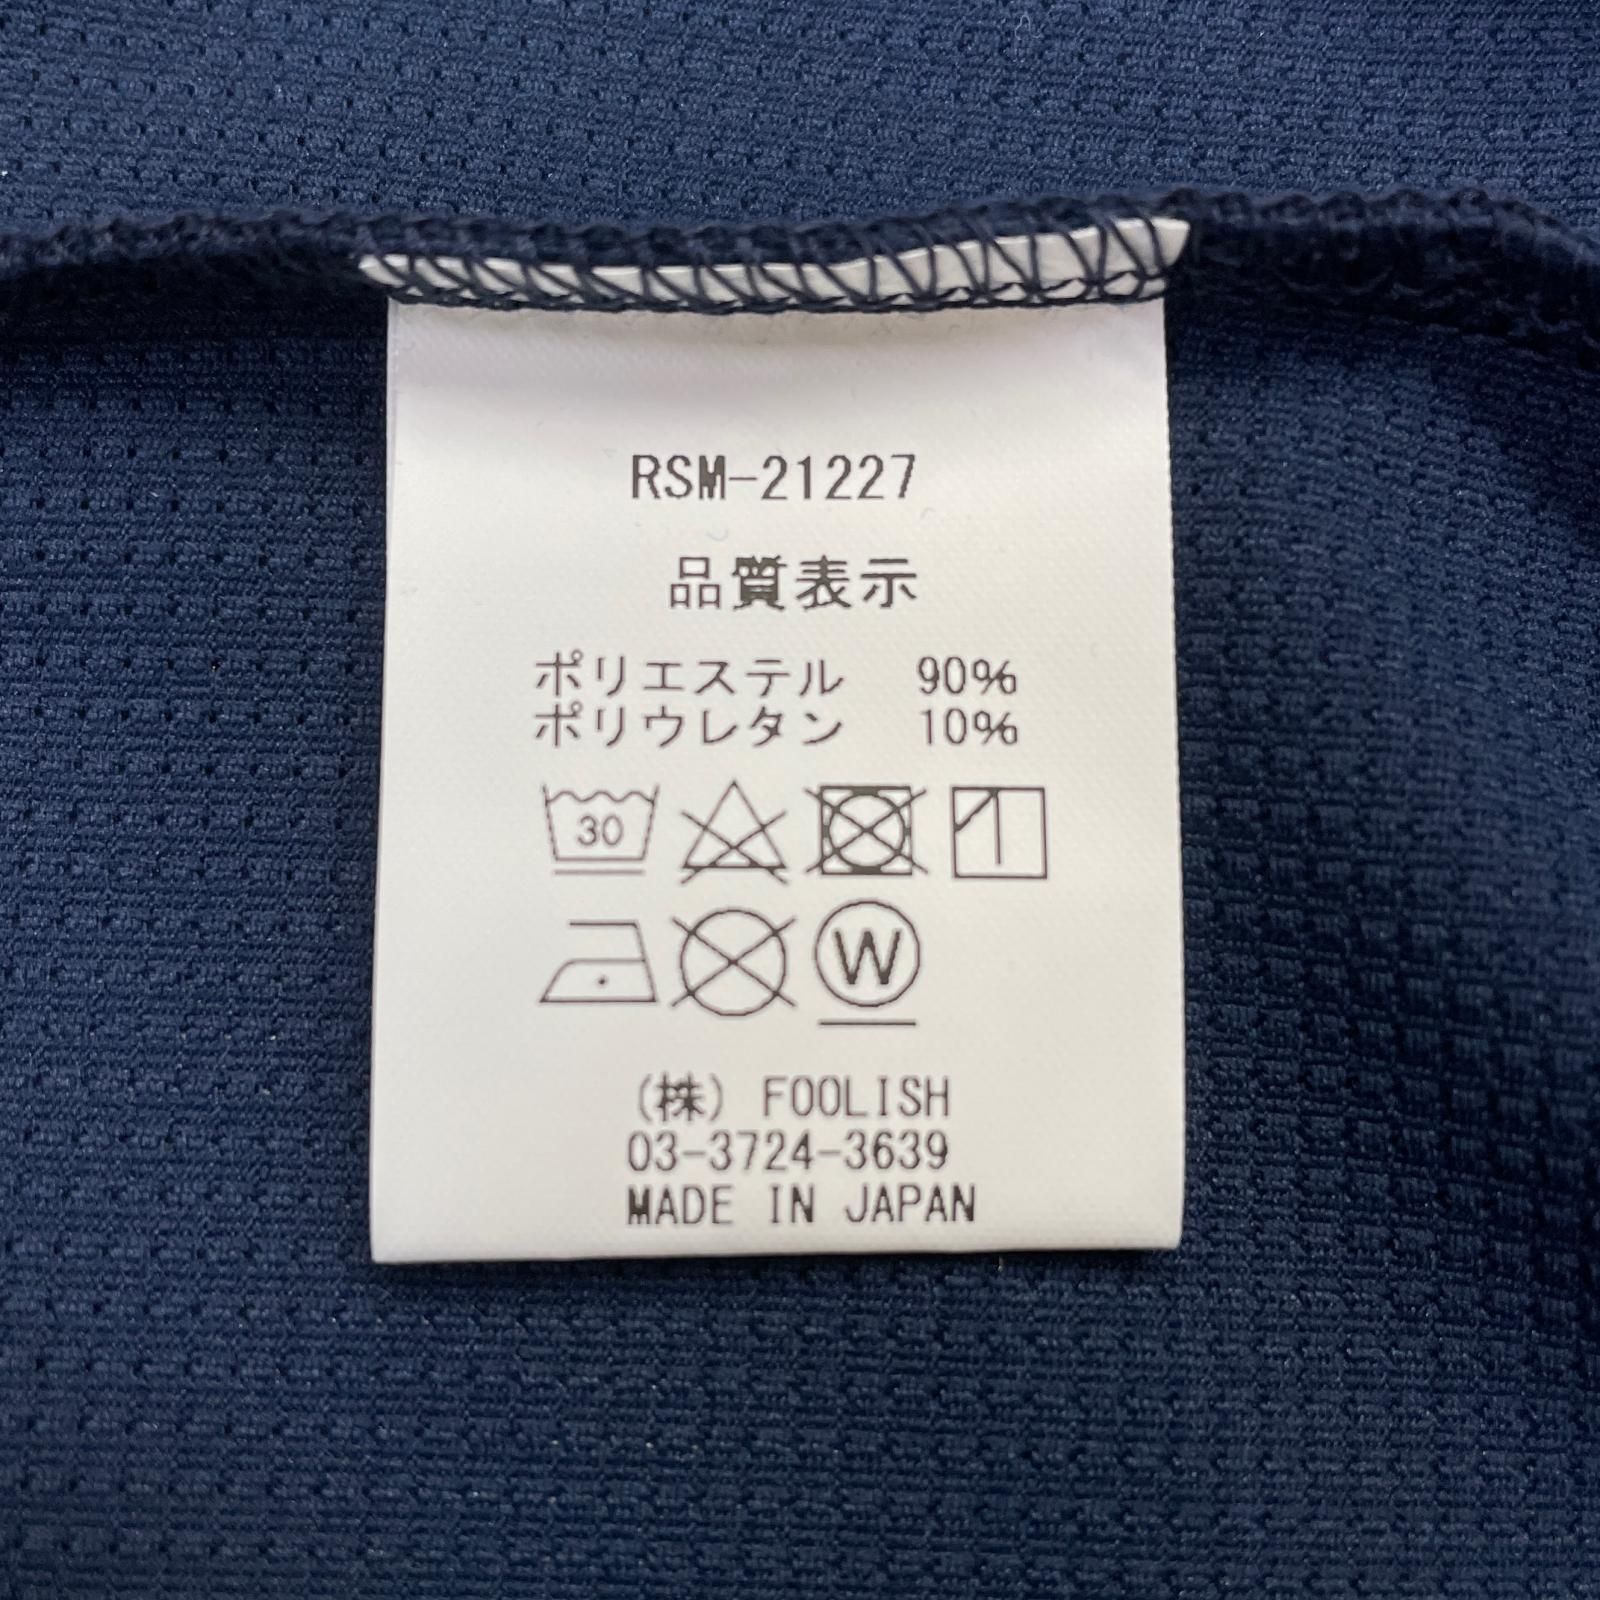 RSM-21227
品質表示
ポリエステル 90%
ポリウレタン 10%
30
W
(株) FOOLISH
03-3724-3639
MADE IN JAPAN